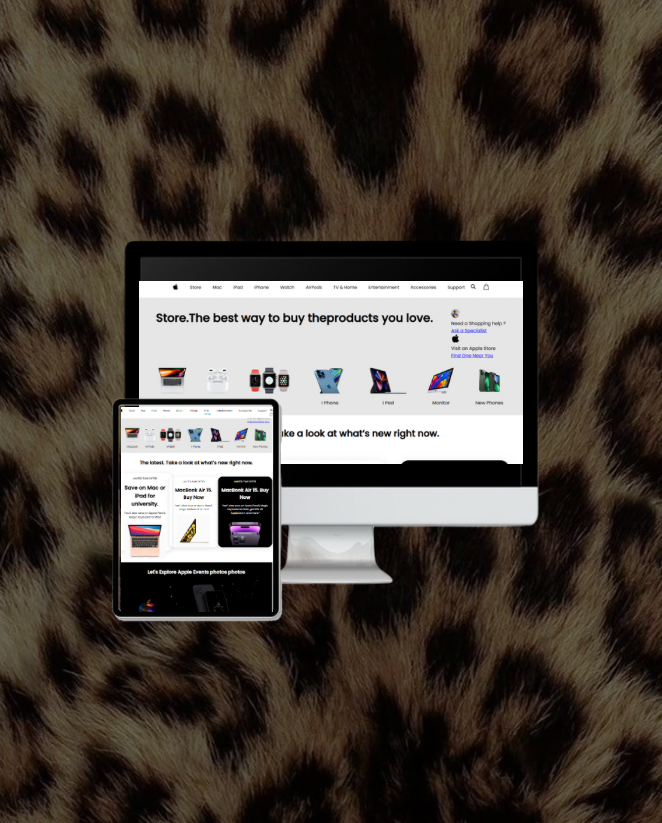 Store Mac iPad iPhone Watch AirPods TV & Home Entertainment Accessories Support
Store.The best way to buy theproducts you love.
Need a Shopping help ?
Ask a Specialist
Visit an Apple Store
Find One Near You
I Phone
I Pad
Monitor
New Phones
ake a look at what's new right now.
The latest. Take a look at what's new right now.
Save on Mac or
iPad for
university.
MacBook Air 15.
Buy Now
MacBook Air 15. Buy
Now
Let's Explore Apple Events photos photos